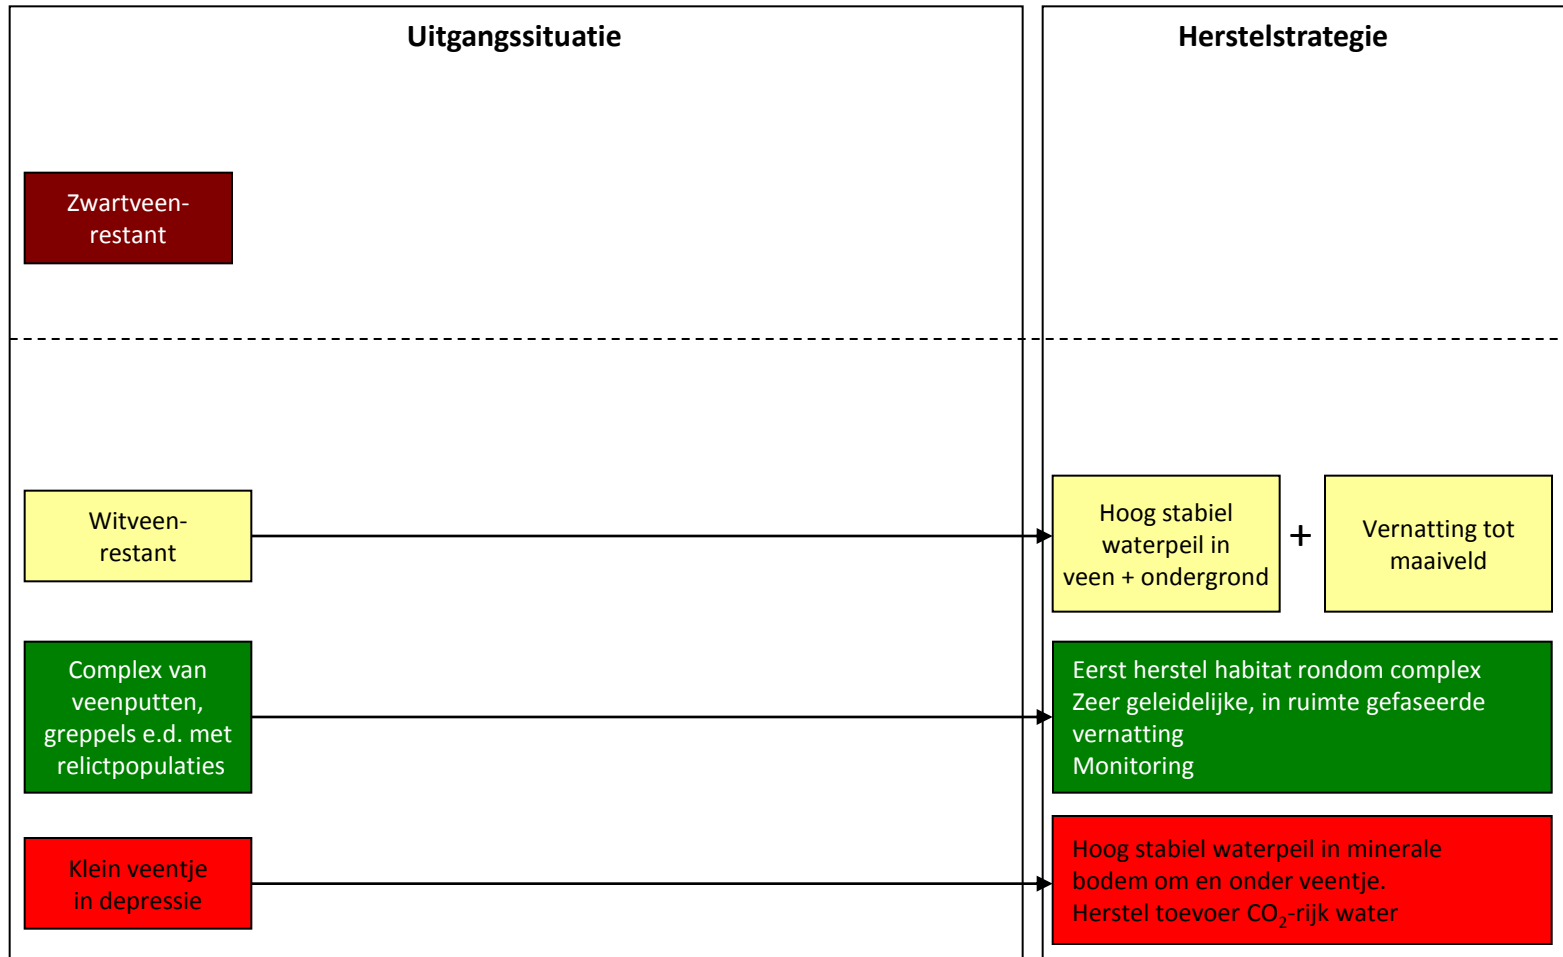 Uitgangssituatie
Herstelstrategie
Zwartveen-
restant
Witveen-
restant
Hoog stabiel
waterpeil in
veen + ondergrond
+
Vernatting tot
maaiveld
Complex van
veenputten,
greppels e.d. met
relictpopulaties
Eerst herstel habitat rondom complex
Zeer geleidelijke, in ruimte gefaseerde
vernatting
Monitoring
Klein veentje
in depressie
Hoog stabiel waterpeil in minerale
bodem om en onder veentje.
Herstel toevoer CO₂-rijk water